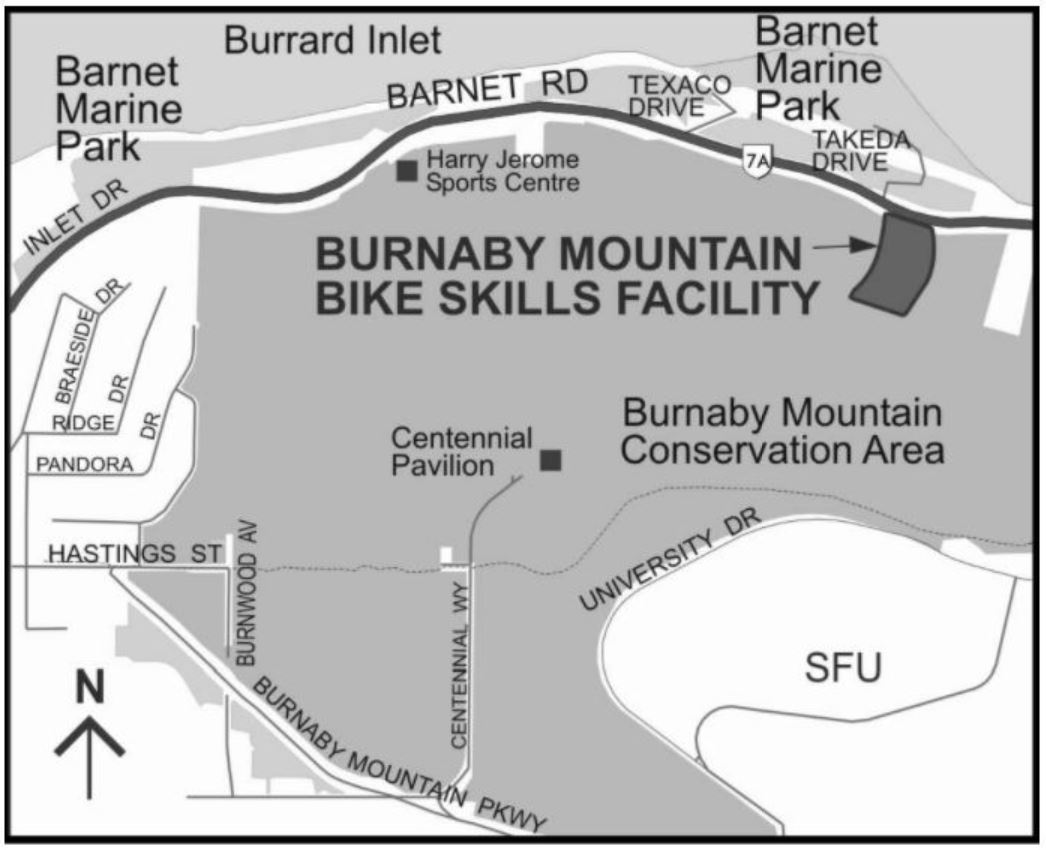 Burrard Inlet
Barnet
Marine
Park
BARNET RD
TEXACO
DRIVE
Barnet
Marine
Park
TAKEDA
DRIVE
7A
Harry Jerome
Sports Centre
INLET DR
BURNABY MOUNTAIN
BIKE SKILLS FACILITY
BRAESIDE DR
RIDGE DR
PANDORA DR
Burnaby Mountain
Conservation Area
Centennial
Pavilion
HASTINGS ST
BURNWOOD AV
CENTENNIAL WY
UNIVERSITY DR
SFU
N
BURNABY MOUNTAIN PKWY